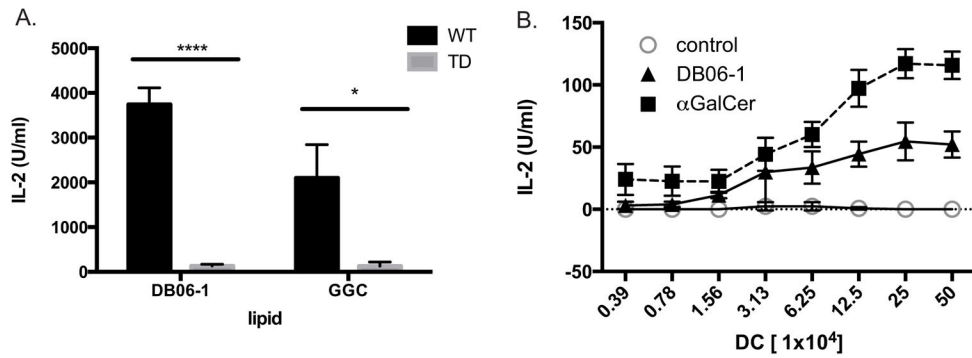 A.
IL-2 (U/ml)
5000
4000
3000
2000
1000
0
****
*
WT
TD
DB06-1
GGC
lipid
B.
IL-2 (U/ml)
150
100
50
0
-50
control
DB06-1
αGalCer
0.39
0.78
1.56
3.13
6.25
12.5
25
50
DC [ 1x10⁴]